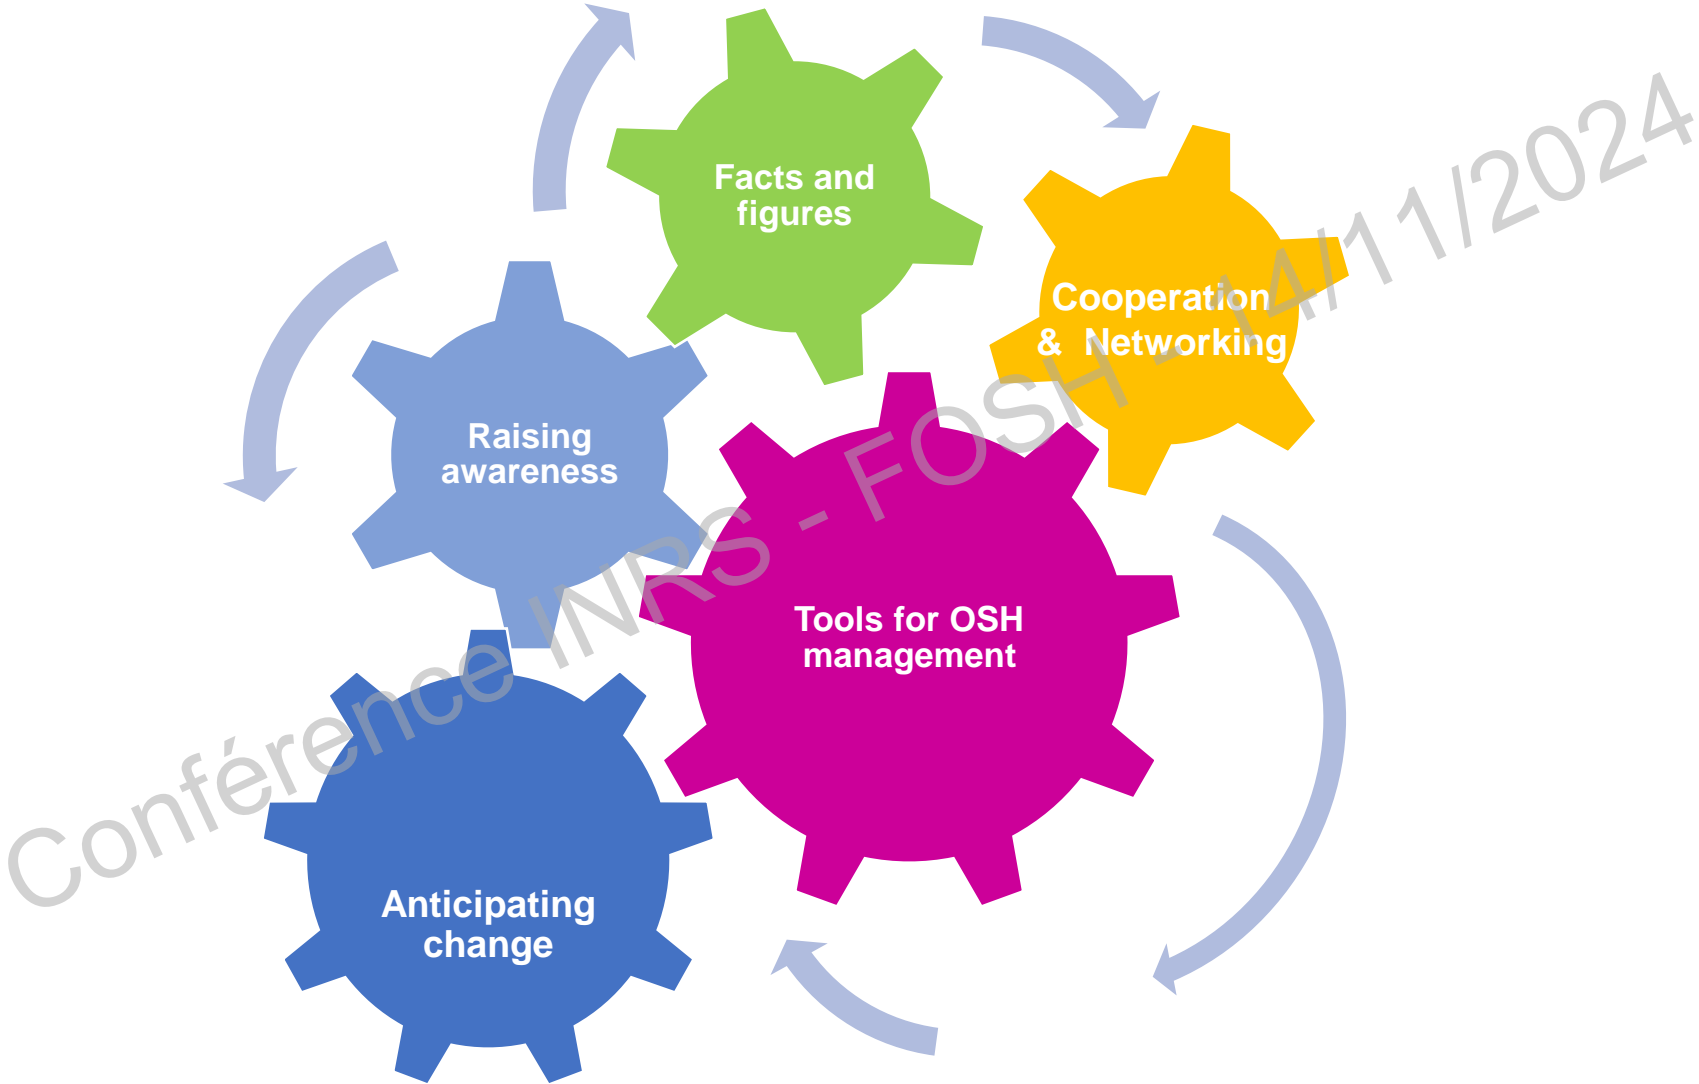 Facts and
figures
Cooperation
& Networking
Raising
awareness
Tools for OSH
management
Anticipating
change
Conférence INRS - FOSH - 14/11/2024